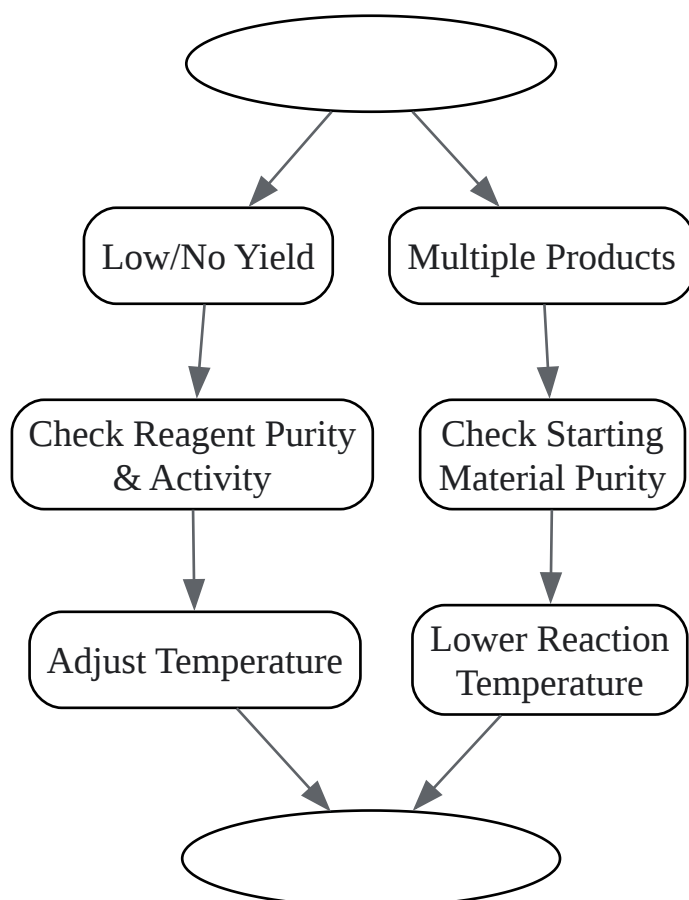 Low/No Yield
Multiple Products
Check Reagent Purity
& Activity
Check Starting
Material Purity
Adjust Temperature
Lower Reaction
Temperature